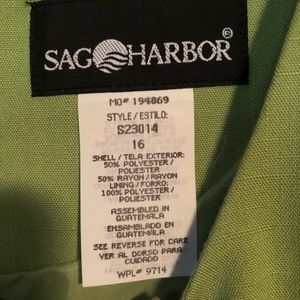 SAG HARBOR
MO# 194869
STYLE / ESTILO:
S23014
16
SHELL / TELA EXTERIOR:
50% POLYESTER /
POLIESTER
50% RAYON / RAYON
LINING / FORRO:
100% POLYESTER /
POLIESTER
ASSEMBLED IN
GUATEMALA
ENSAMBLADO EN
GUATEMALA
SEE REVERSE FOR CARE
VER AL DORSO PARA
CUIDADO
WPL# 9714